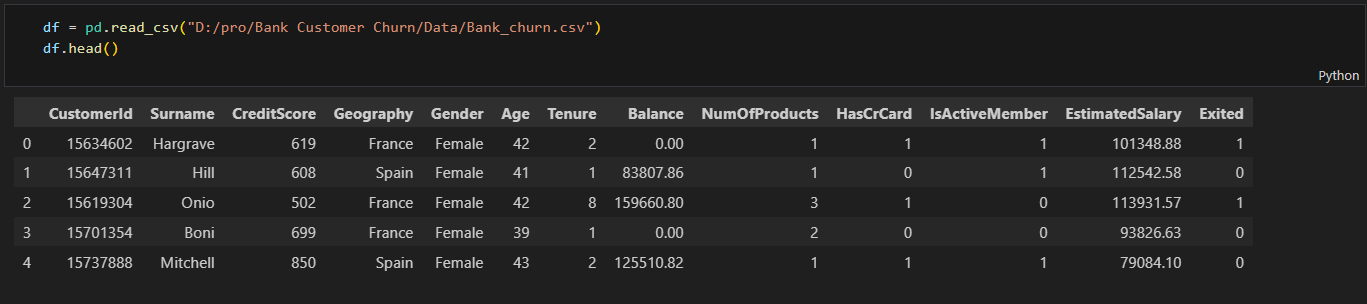 df = pd.read_csv("D:/pro/Bank Customer Churn/Data/Bank_churn.csv")
df.head()
Python
CustomerId Surname CreditScore Geography Gender Age Tenure Balance NumOfProducts HasCrCard IsActiveMember EstimatedSalary Exited
0 15634602 Hargrave 619 France Female 42 2 0.00 1 1 1 101348.88 1
1 15647311 Hill 608 Spain Female 41 1 83807.86 1 0 1 112542.58 0
2 15619304 Onio 502 France Female 42 8 159660.80 3 1 0 113931.57 1
3 15701354 Boni 699 France Female 39 1 0.00 2 0 0 93826.63 0
4 15737888 Mitchell 850 Spain Female 43 2 125510.82 1 1 1 79084.10 0